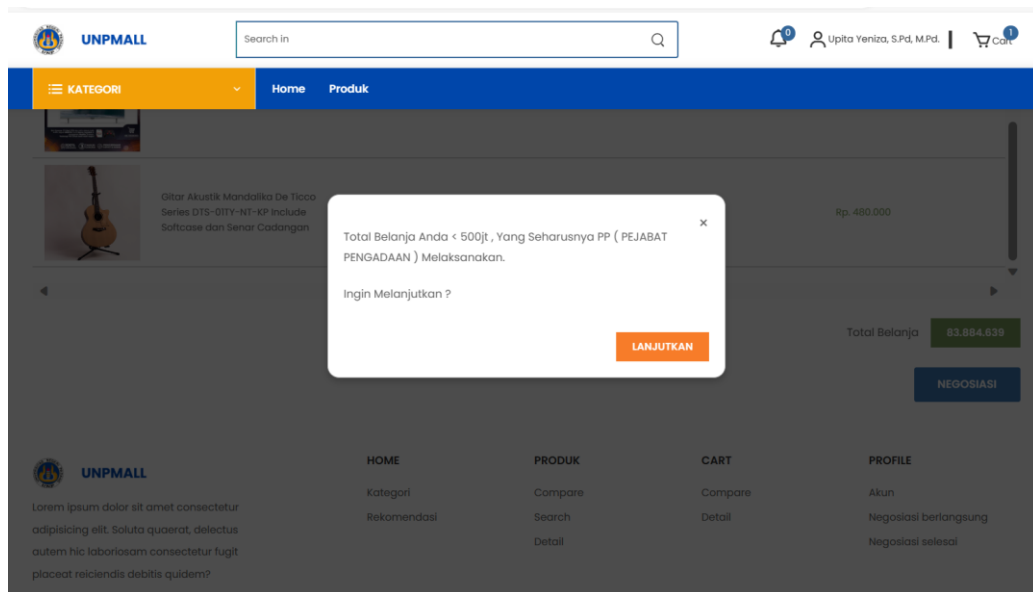 UNPMALL
Search in
0
Upita Yeniza, S.Pd, M.Pd.
Cart
1
KATEGORI
Home
Produk
Gitar Akustik Mandalika De Ticco
Series DTS-01TY-NT-KP Include
Softcase dan Senar Cadangan
Rp. 480.000
×
Total Belanja Anda < 500jt , Yang Seharusnya PP ( PEJABAT
PENGADAAN ) Melaksanakan.
Ingin Melanjutkan ?
LANJUTKAN
Total Belanja
83.884.639
NEGOSIASI
UNPMALL
Lorem ipsum dolor sit amet consectetur
adipisicing elit. Soluta quaerat, delectus
autem hic laboriosam consectetur fugit
placeat reiciendis debitis quidem?
HOME
Kategori
Rekomendasi
PRODUK
Compare
Search
Detail
CART
Compare
Detail
PROFILE
Akun
Negosiasi berlangsung
Negosiasi selesai